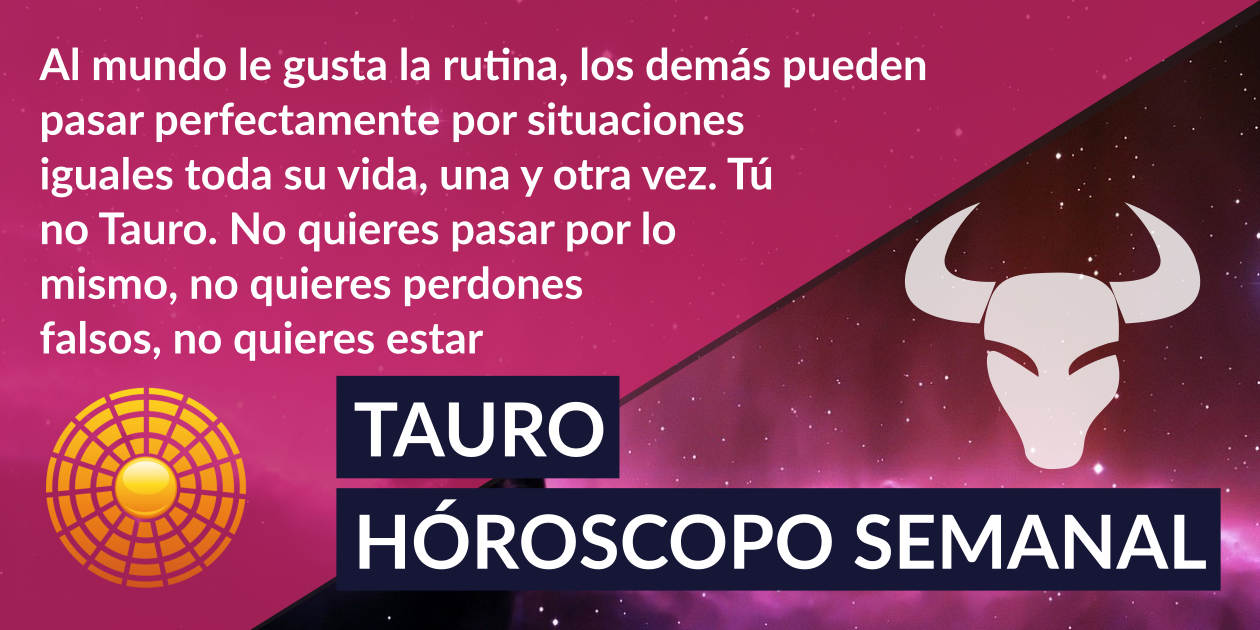 Al mundo le gusta la rutina, los demás pueden
pasar perfectamente por situaciones
iguales toda su vida, una y otra vez. Tú
no Tauro. No quieres pasar por lo
mismo, no quieres perdones
falsos, no quieres estar
TAURO
HÓROSCOPO SEMANAL